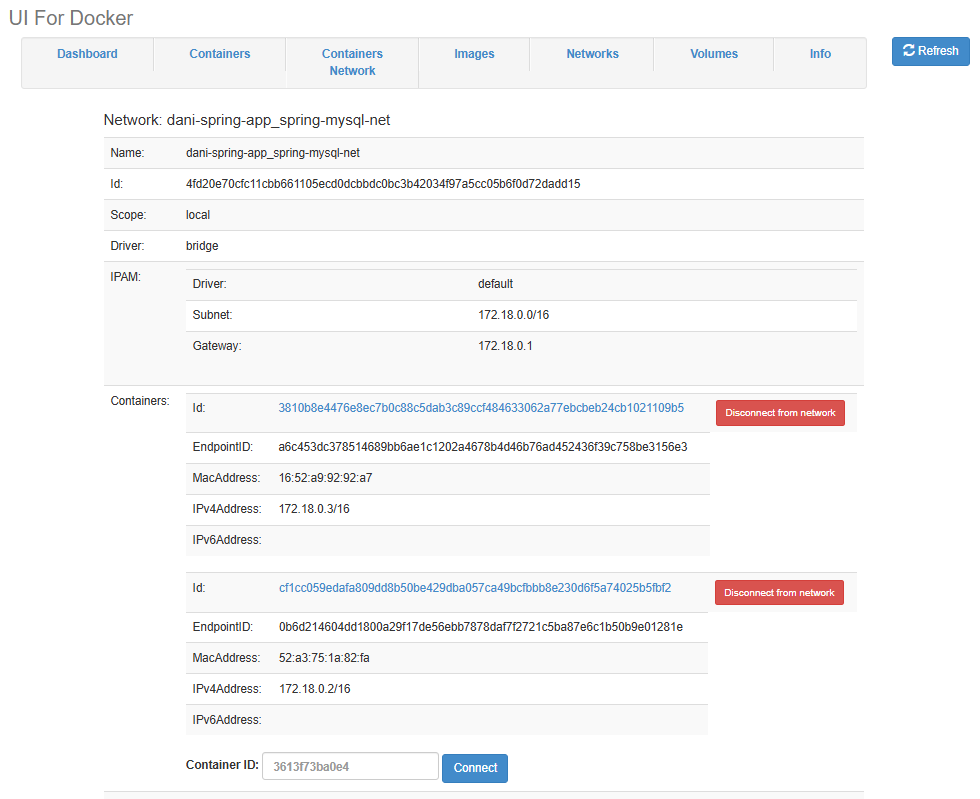 UI For Docker
Dashboard
Containers
Containers
Network
Images
Networks
Volumes
Info
Refresh
Network: dani-spring-app_spring-mysql-net
Name: dani-spring-app_spring-mysql-net
Id: 4fd20e70cfc11cbb661105ecd0dcbbdc0bc3b42034f97a5cc05b6f0d72dadd15
Scope: local
Driver: bridge
IPAM:
Driver: default
Subnet: 172.18.0.0/16
Gateway: 172.18.0.1
Containers:
Id: 3810b8e4476e8ec7b0c88c5dab3c89ccf484633062a77ebcbeb24cb1021109b5 Disconnect from network
EndpointID: a6c453dc378514689bb6ae1c1202a4678b4d46b76ad452436f39c758be3156e3
MacAddress: 16:52:a9:92:92:a7
IPv4Address: 172.18.0.3/16
IPv6Address:
Id: cf1cc059edafa809dd8b50be429dba057ca49bcfbbb8e230d6f5a74025b5fbf2 Disconnect from network
EndpointID: 0b6d214604dd1800a29f17de56ebb7878daf7f2721c5ba87e6c1b50b9e01281e
MacAddress: 52:a3:75:1a:82:fa
IPv4Address: 172.18.0.2/16
IPv6Address:
Container ID: 3613f73ba0e4 Connect